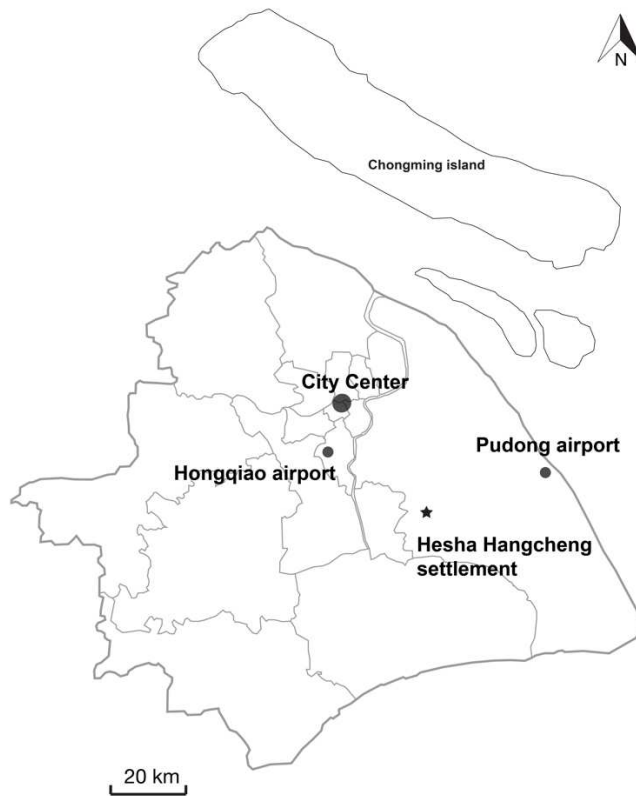 N
Chongming island
City Center
Pudong airport
Hongqiao airport
Hesha Hangcheng
settlement
20 km